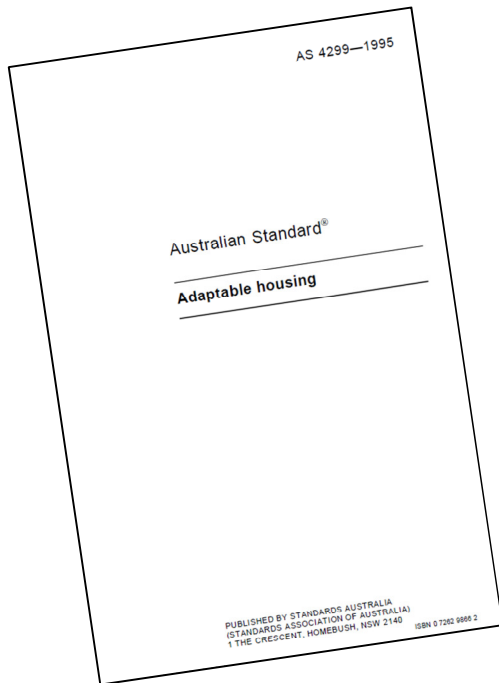 AS 4299—1995
Australian Standard®
Adaptable housing
PUBLISHED BY STANDARDS AUSTRALIA
(STANDARDS ASSOCIATION OF AUSTRALIA)
1 THE CRESCENT, HOMEBUSH, NSW 2140
ISBN 0 7262 9866 2